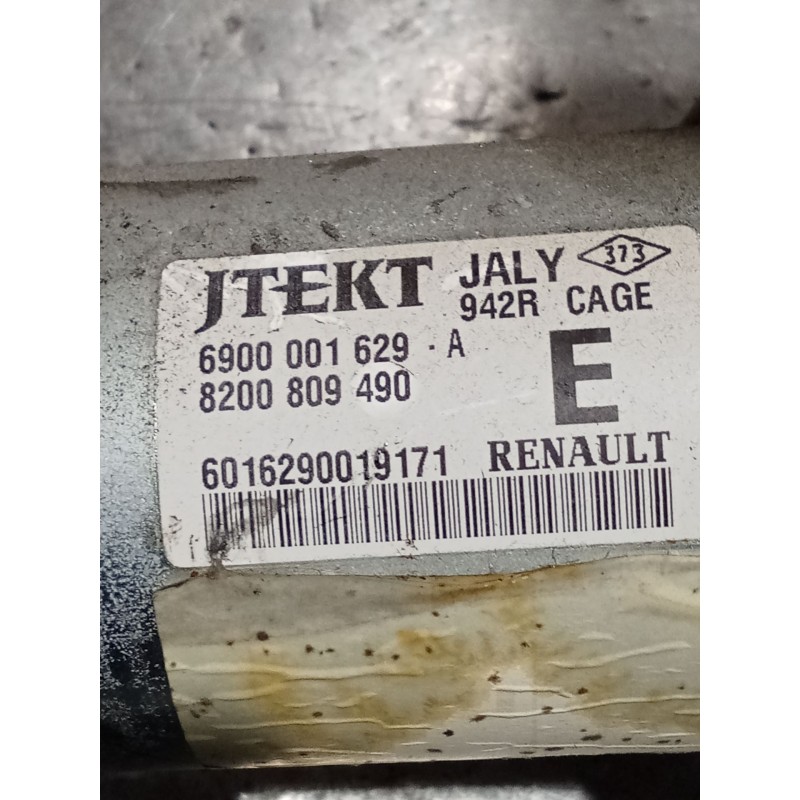 JTEKT JALY 373
942R CAGE
6900 001 629 - A
8200 809 490 E
6016290019171 RENAULT